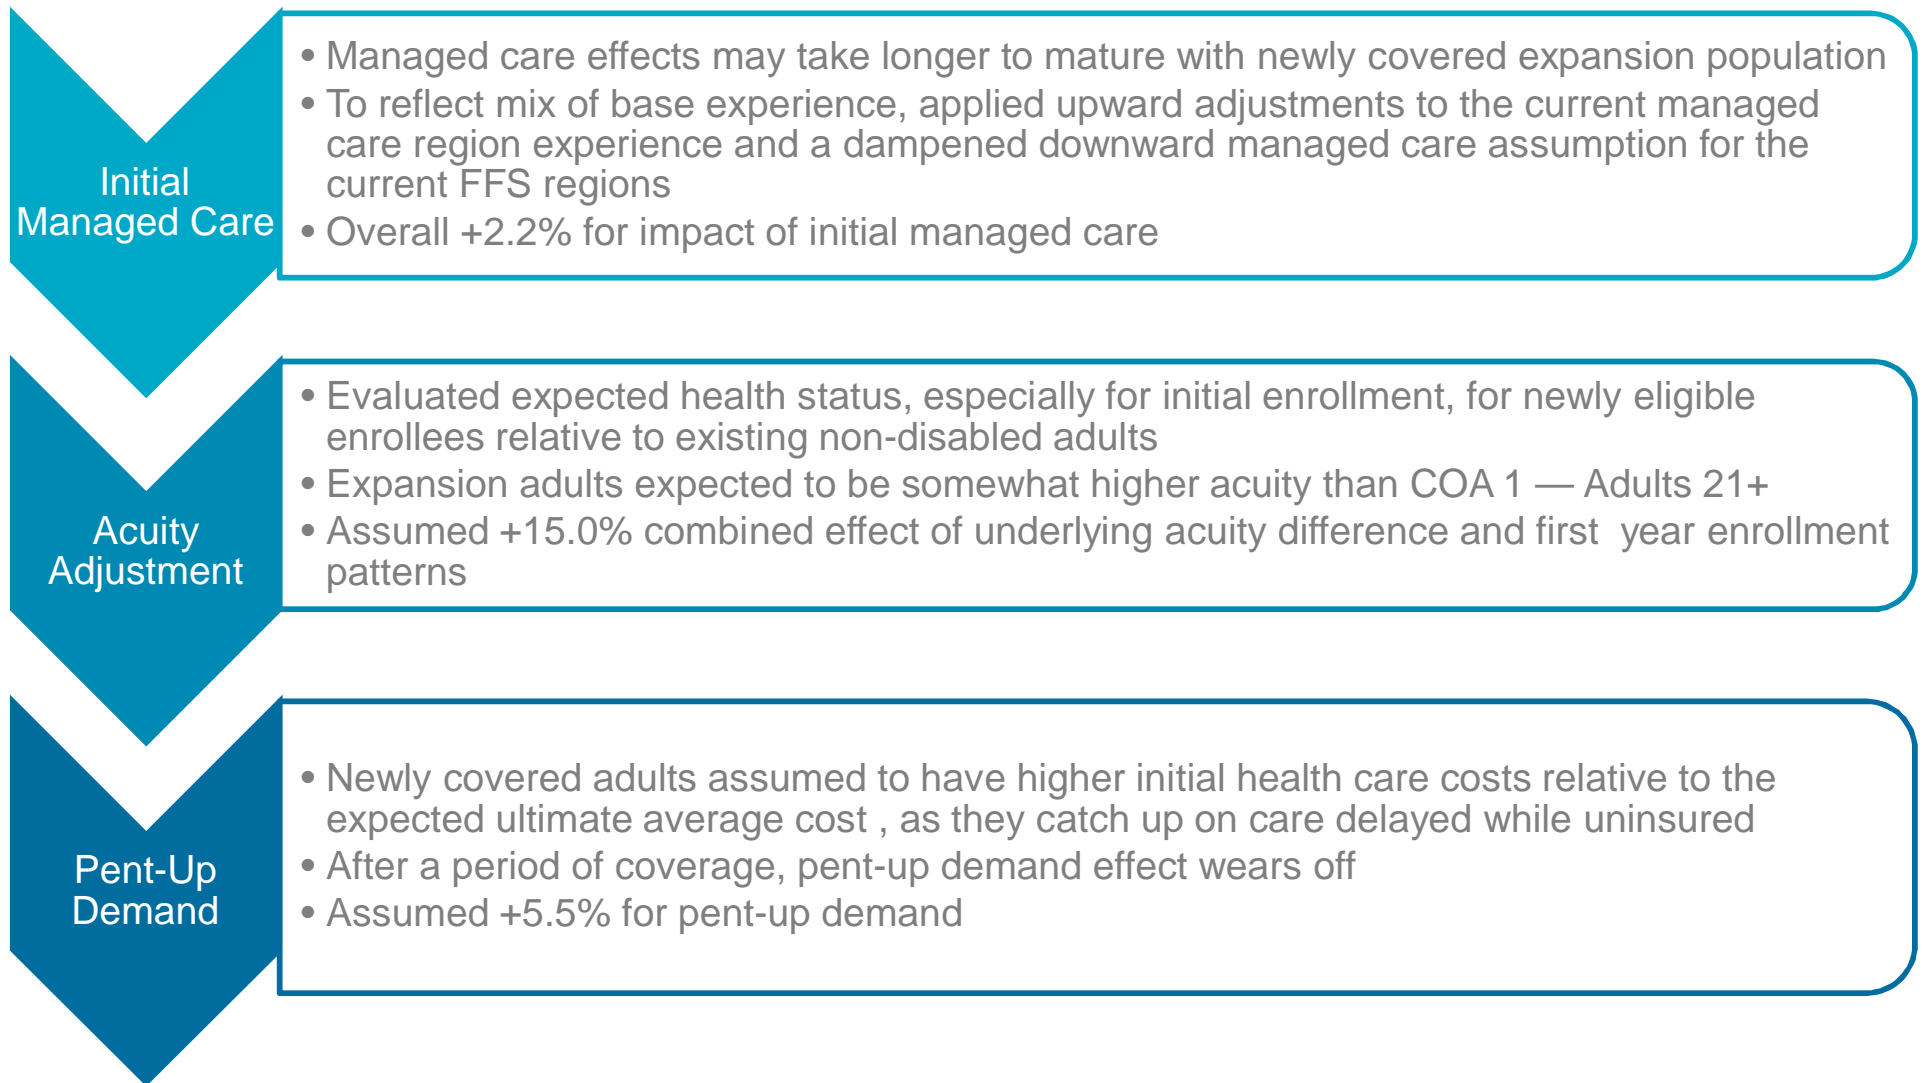 Initial
Managed Care
• Managed care effects may take longer to mature with newly covered expansion population
• To reflect mix of base experience, applied upward adjustments to the current managed
care region experience and a dampened downward managed care assumption for the
current FFS regions
• Overall +2.2% for impact of initial managed care
Acuity
Adjustment
• Evaluated expected health status, especially for initial enrollment, for newly eligible
enrollees relative to existing non-disabled adults
• Expansion adults expected to be somewhat higher acuity than COA 1 — Adults 21+
• Assumed +15.0% combined effect of underlying acuity difference and first  year enrollment
patterns
Pent-Up
Demand
• Newly covered adults assumed to have higher initial health care costs relative to the
expected ultimate average cost , as they catch up on care delayed while uninsured
• After a period of coverage, pent-up demand effect wears off
• Assumed +5.5% for pent-up demand